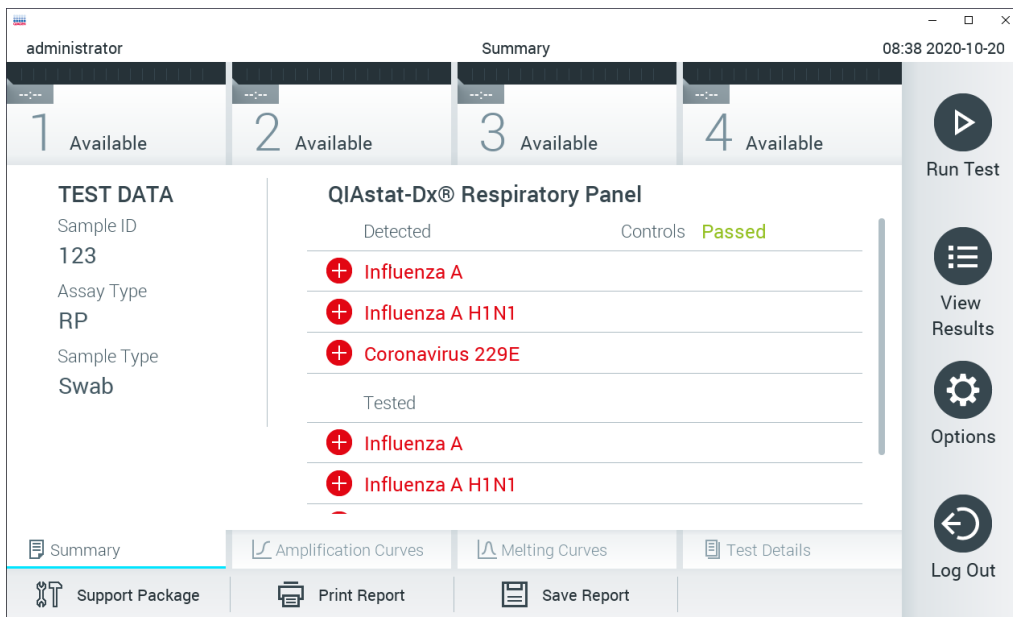 administrator Summary 08:38 2020-10-20
--:-- --:-- --:-- --:--
1 Available 2 Available 3 Available 4 Available
Run Test
TEST DATA
Sample ID
123
Assay Type
RP
Sample Type
Swab
QIAstat-Dx® Respiratory Panel
Detected Controls Passed
Influenza A
Influenza A H1N1
Coronavirus 229E
Tested
Influenza A
Influenza A H1N1
View
Results
Options
Log Out
Summary Amplification Curves Melting Curves Test Details
Support Package Print Report Save Report